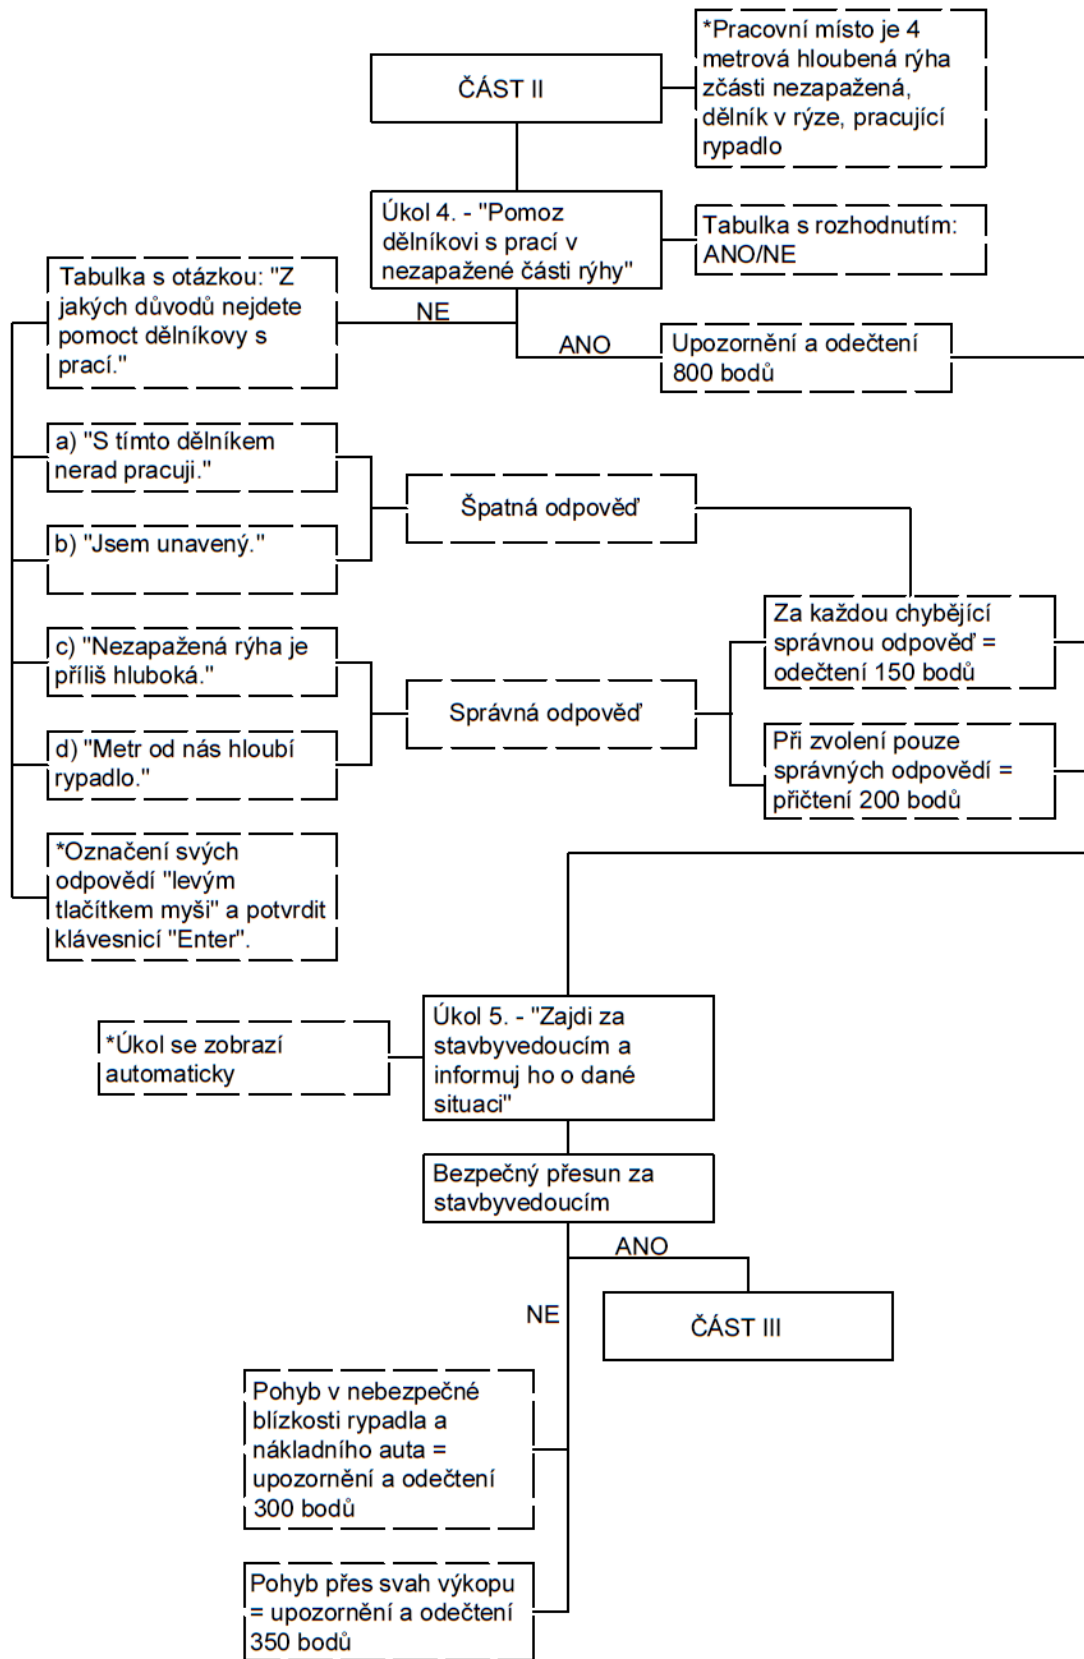 ČÁST II
*Pracovní místo je 4
metrová hloubená rýha
zčásti nezapažená,
dělník v rýze, pracující
rypadlo
Úkol 4. - "Pomoz
dělníkovi s prací v
nezapažené části rýhy"
Tabulka s rozhodnutím:
ANO/NE
NE
ANO
Tabulka s otázkou: "Z
jakých důvodů nejdete
pomoct dělníkovy s
prací."
Upozornění a odečtení
800 bodů
a) "S tímto dělníkem
nerad pracuji."
b) "Jsem unavený."
Špatná odpověď
c) "Nezapažená rýha je
příliš hluboká."
d) "Metr od nás hloubí
rypadlo."
Správná odpověď
Za každou chybějící
správnou odpověď =
odečtení 150 bodů
Při zvolení pouze
správných odpovědí =
přičtení 200 bodů
*Označení svých
odpovědí "levým
tlačítkem myši" a potvrdit
klávesnicí "Enter".
Úkol 5. - "Zajdi za
stavbyvedoucím a
informuj ho o dané
situaci"
*Úkol se zobrazí
automaticky
Bezpečný přesun za
stavbyvedoucím
ANO
NE
ČÁST III
Pohyb v nebezpečné
blízkosti rypadla a
nákladního auta =
upozornění a odečtení
300 bodů
Pohyb přes svah výkopu
= upozornění a odečtení
350 bodů